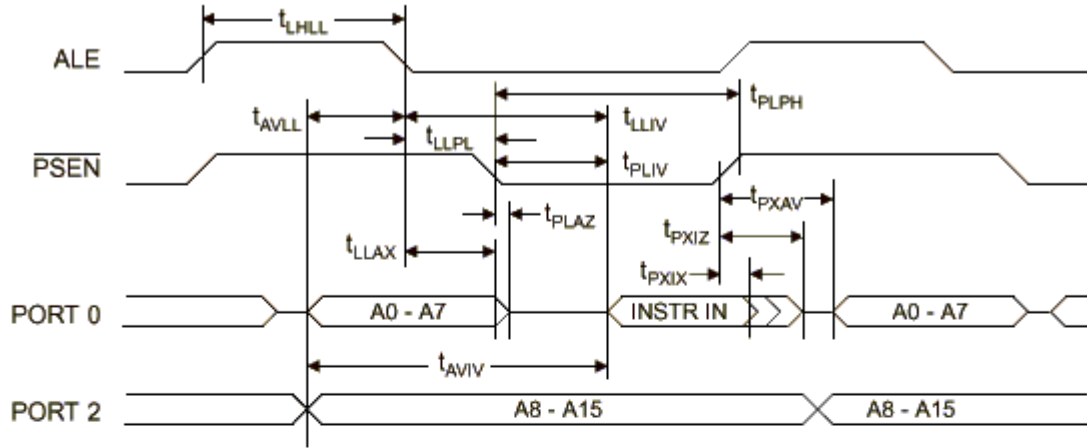 tLHLL
ALE
tPLPH
tAVLL
tLLIV
tLLPL
PSEN
tPLIV
tPXAV
tPLAZ
tPXIZ
tLLAX
tPXIX
PORT 0
A0 - A7
INSTR IN
A0 - A7
tAVIV
PORT 2
A8 - A15
A8 - A15